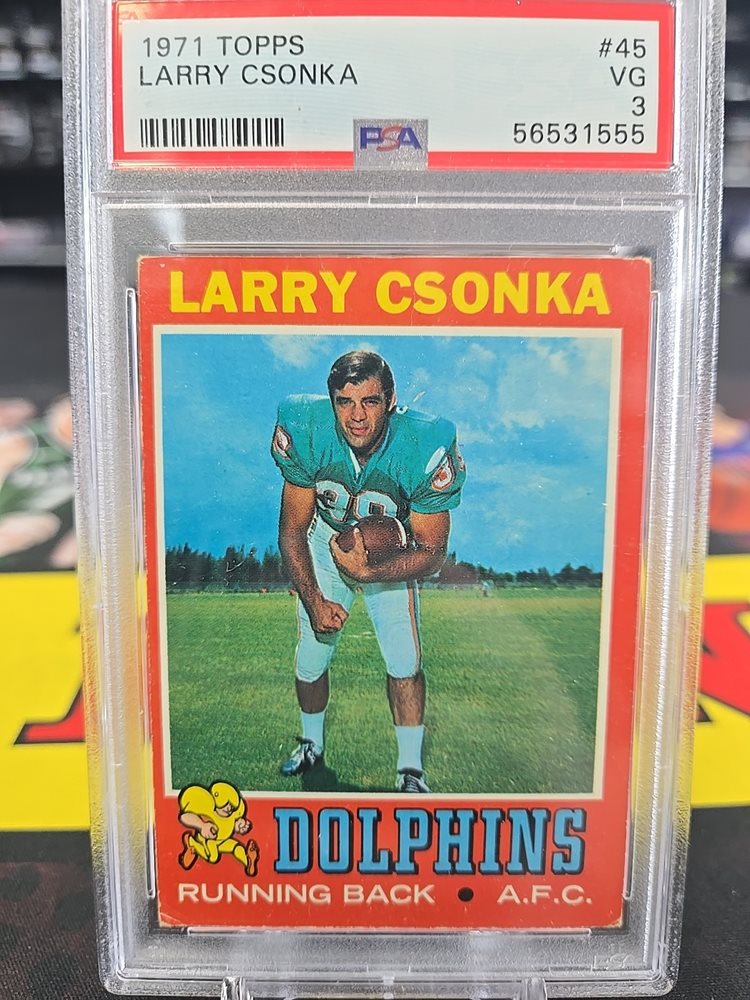 1971 TOPPS #45
LARRY CSONKA VG
3
PSA 56531555
LARRY CSONKA
DOLPHINS
RUNNING BACK • A.F.C.